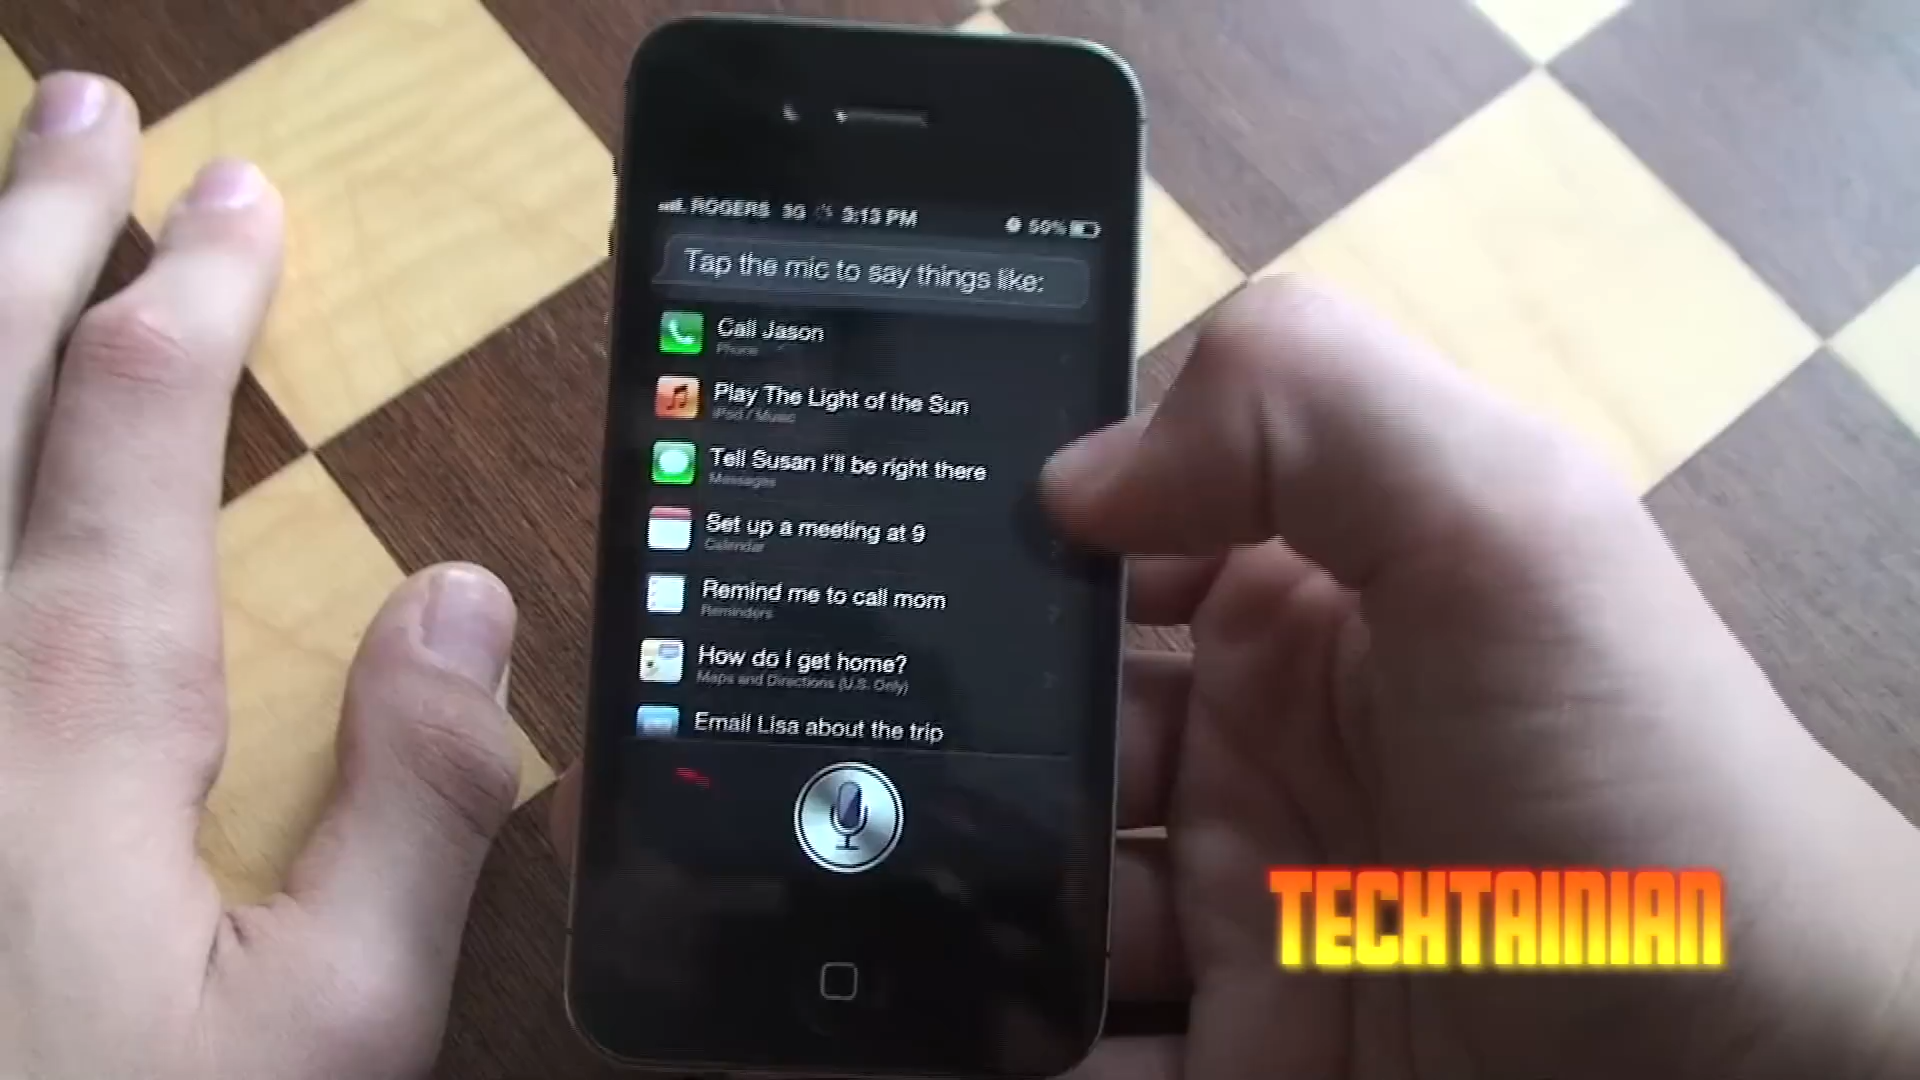 ROGERS 3G 3:13 PM 50%
Tap the mic to say things like:
Call Jason
Phone
Play The Light of the Sun
iPod / Music
Tell Susan I'll be right there
Messages
Set up a meeting at 9
Calendar
Remind me to call mom
Reminders
How do I get home?
Maps and Directions (U.S. Only)
Email Lisa about the trip
TECHTAINIAN